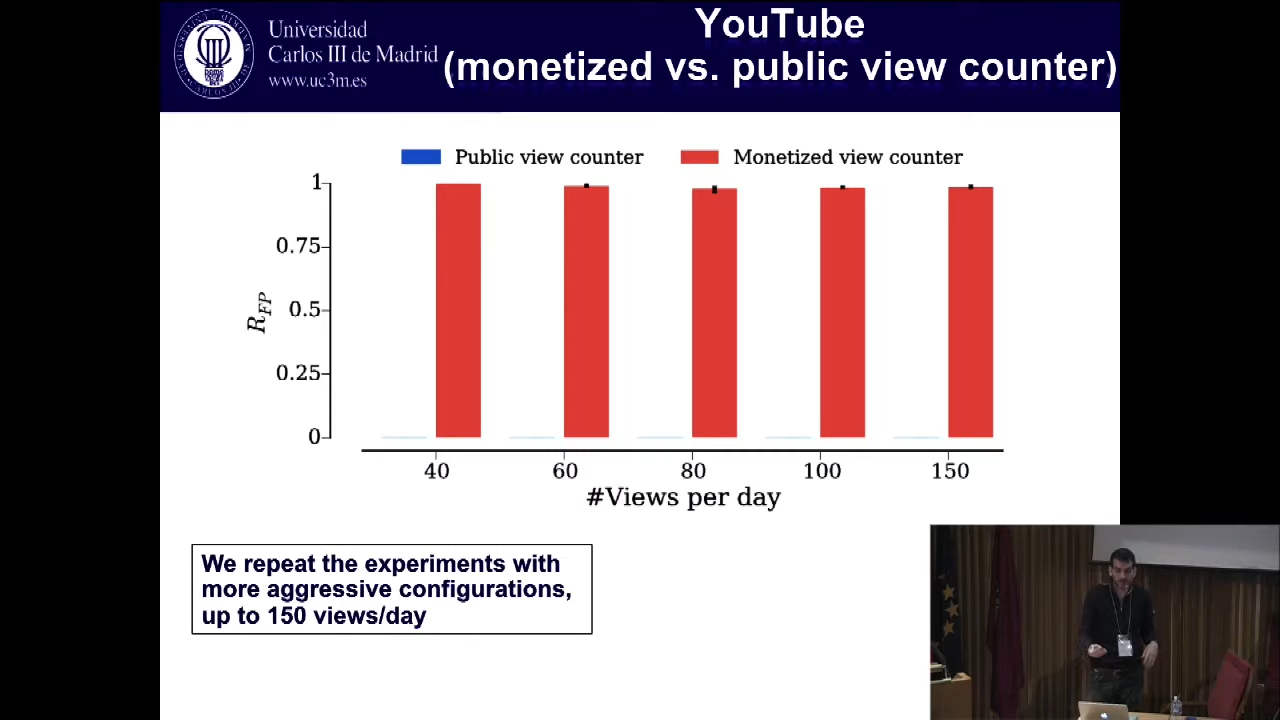 Universidad
Carlos III de Madrid
www.uc3m.es
YouTube
(monetized vs. public view counter)
Public view counter
Monetized view counter
1
0.75
0.5
0.25
0
R_FP
40 60 80 100 150
#Views per day
We repeat the experiments with
more aggressive configurations,
up to 150 views/day